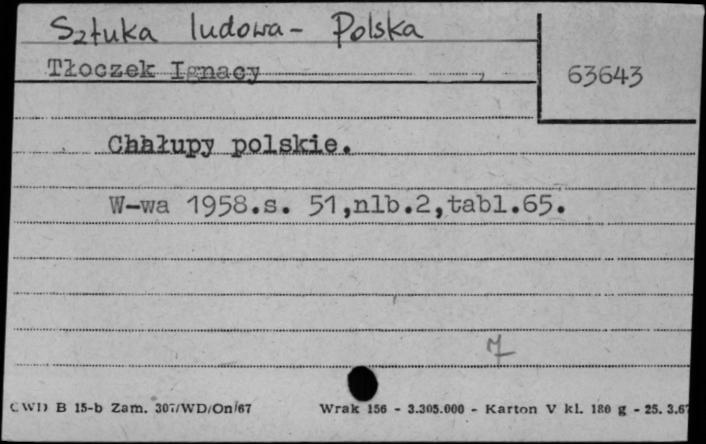 Sztuka ludowa - Polska
Tłoczek Ignacy
63643
Chałupy polskie.
W-wa 1958.s. 51,nlb.2,tabl.65.
7
CWD B 15-b Zam. 307/WD/On/67 Wrak 156 - 3.305.000 - Karton V kl. 180 g - 25. 3.67